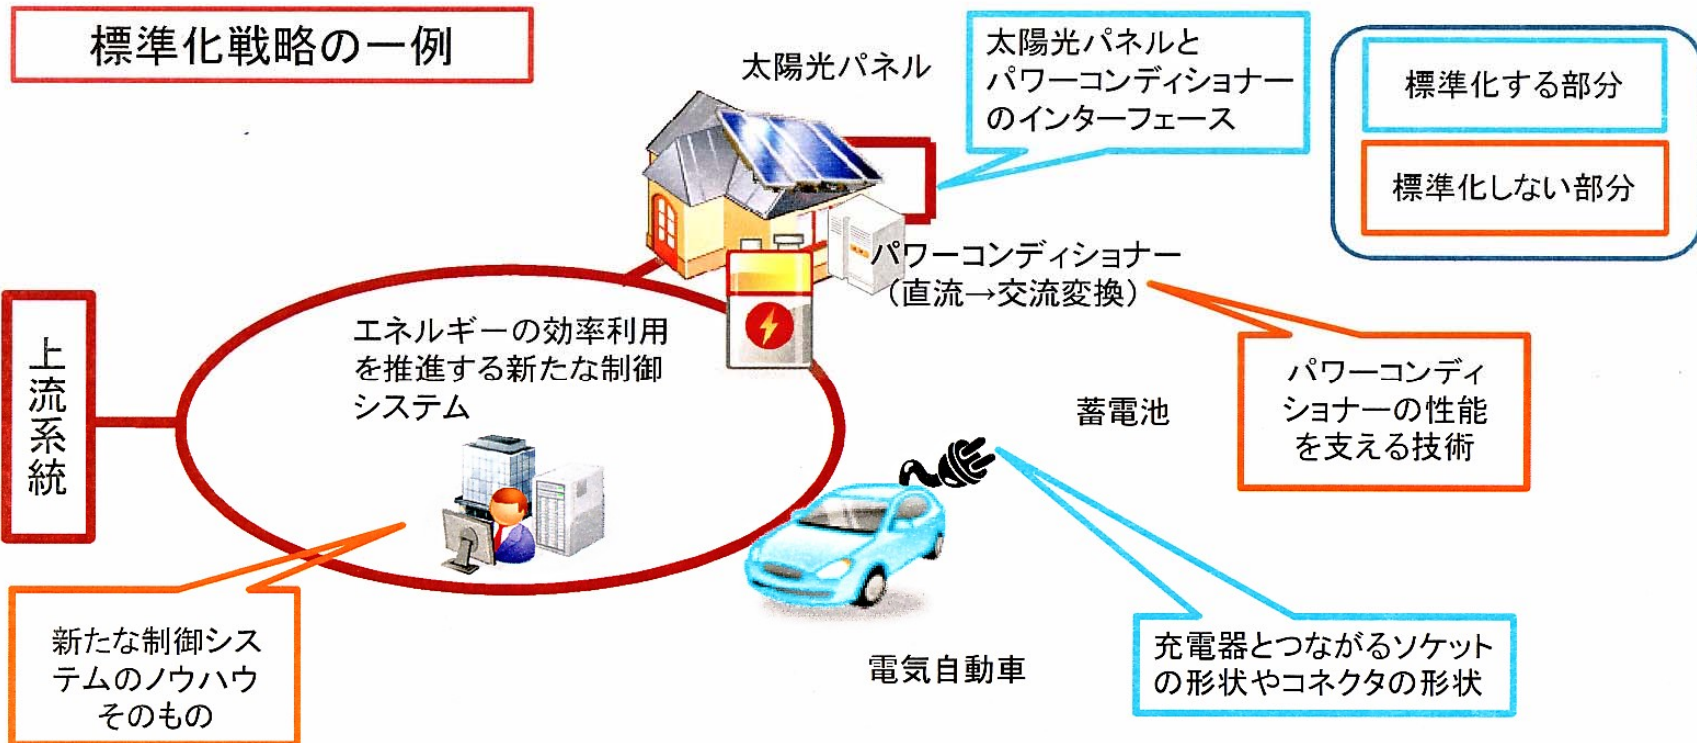 標準化戦略の一例
太陽光パネル
太陽光パネルと
パワーコンディショナー
のインターフェース
標準化する部分
標準化しない部分
パワーコンディショナー
（直流→交流変換）
上流系統
エネルギーの効率利用
を推進する新たな制御
システム
蓄電池
パワーコンディ
ショナーの性能
を支える技術
新たな制御シス
テムのノウハウ
そのもの
電気自動車
充電器とつながるソケット
の形状やコネクタの形状